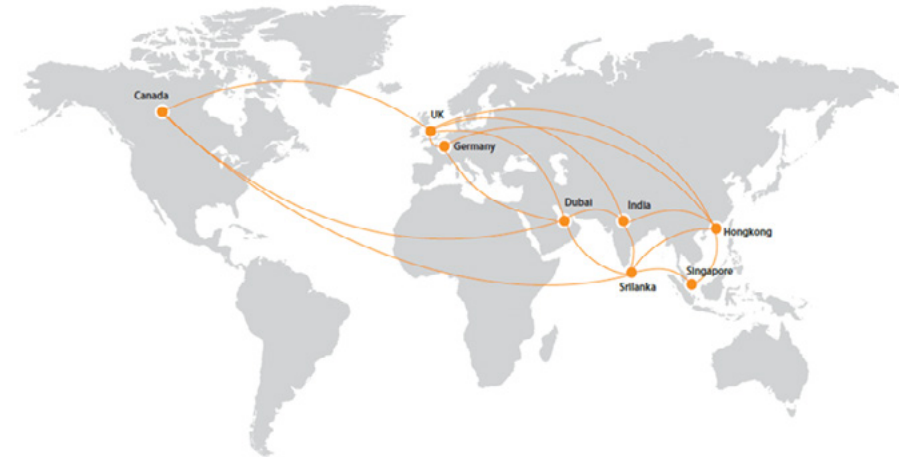 Canada
UK
Germany
Dubai
India
Hongkong
Singapore
Srilanka